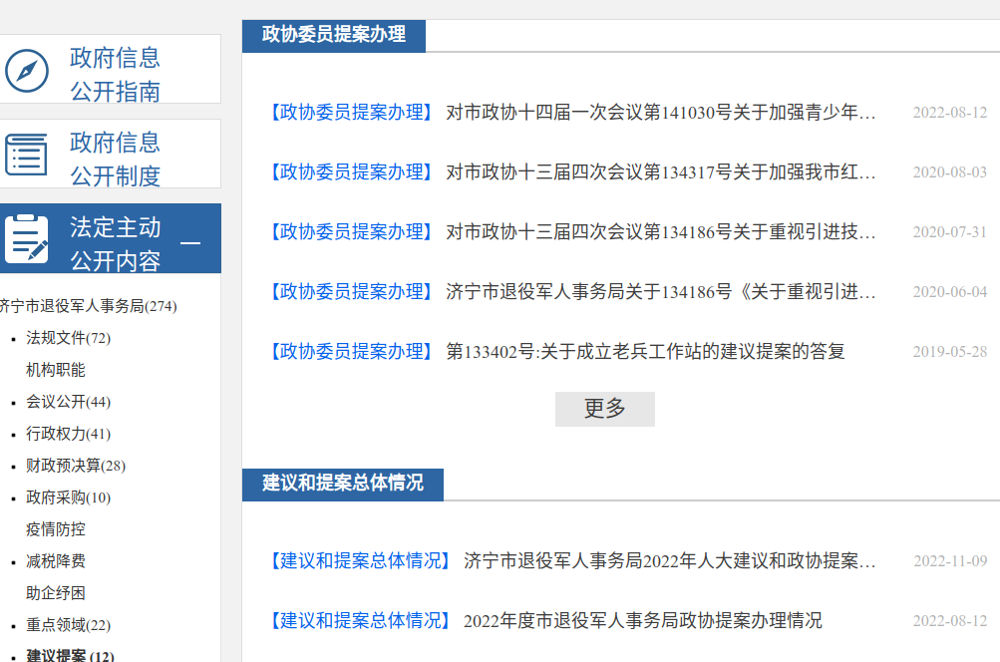 政府信息
公开指南
政府信息
公开制度
法定主动
公开内容
济宁市退役军人事务局(274)
法规文件(72)
机构职能
会议公开(44)
行政权力(41)
财政预决算(28)
政府采购(10)
疫情防控
减税降费
助企纾困
重点领域(22)
建议提案 (12)
政协委员提案办理
【政协委员提案办理】 对市政协十四届一次会议第141030号关于加强青少年… 2022-08-12
【政协委员提案办理】 对市政协十三届四次会议第134317号关于加强我市红… 2020-08-03
【政协委员提案办理】 对市政协十三届四次会议第134186号关于重视引进技… 2020-07-31
【政协委员提案办理】 济宁市退役军人事务局关于134186号《关于重视引进… 2020-06-04
【政协委员提案办理】 第133402号:关于成立老兵工作站的建议提案的答复 2019-05-28
更多
建议和提案总体情况
【建议和提案总体情况】 济宁市退役军人事务局2022年人大建议和政协提案… 2022-11-09
【建议和提案总体情况】 2022年度市退役军人事务局政协提案办理情况 2022-08-12